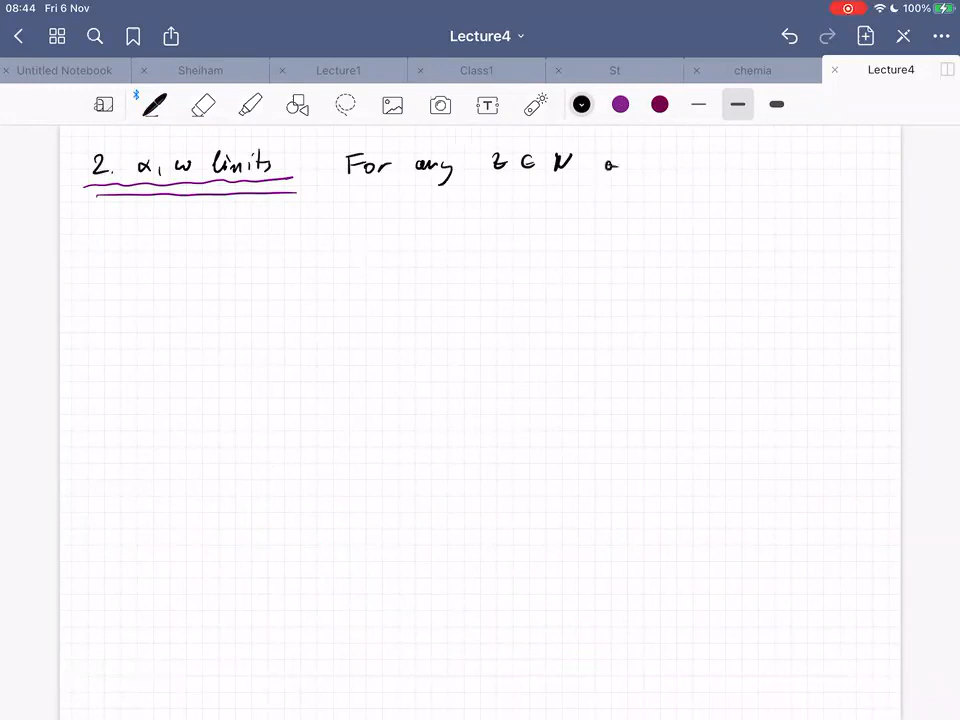 08:44 Fri 6 Nov 100%
Lecture4
Untitled Notebook Sheiham Lecture1 Class1 St chemia Lecture4
T
2. α, ω limits For any z ∈ N a